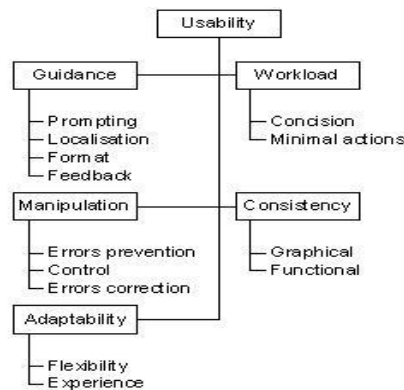 Usability
Guidance
Prompting
Localisation
Format
Feedback
Workload
Concision
Minimal actions
Manipulation
Errors prevention
Control
Errors correction
Consistency
Graphical
Functional
Adaptability
Flexibility
Experience